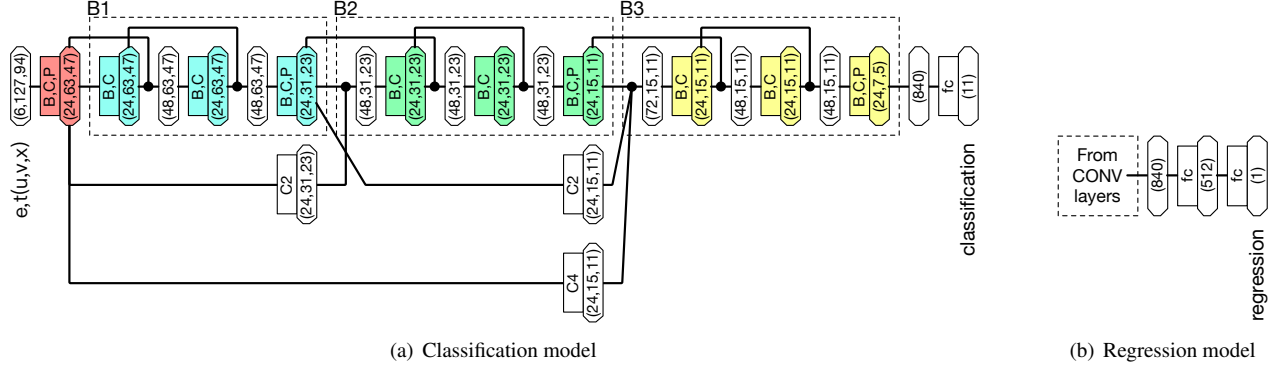 B1
B2
B3
(6,127,94)
B,C,P
(24,63,47)
B,C
(24,63,47)
(48,63,47)
B,C
(24,63,47)
(48,63,47)
B,C,P
(24,31,23)
(48,31,23)
B,C
(24,31,23)
(48,31,23)
B,C
(24,31,23)
(48,31,23)
B,C,P
(24,15,11)
(72,15,11)
B,C
(24,15,11)
(48,15,11)
B,C
(24,15,11)
(48,15,11)
B,C,P
(24,7,5)
(840)
fc
(11)
e,t(u,v,x)
C2
(24,31,23)
C2
(24,15,11)
C4
(24,15,11)
classification
From
CONV
layers
(840)
fc
(512)
fc
(1)
regression
(a) Classification model
(b) Regression model